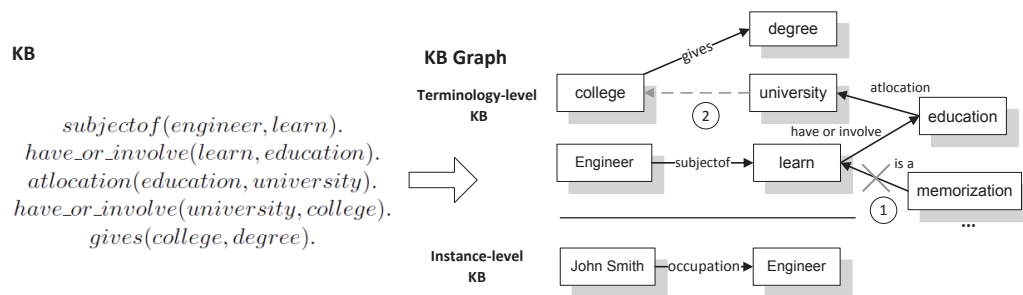 KB
subjectof(engineer, learn).
have_or_involve(learn, education).
atlocation(education, university).
have_or_involve(university, college).
gives(college, degree).
KB Graph
Terminology-level
KB
degree
gives
college
university
2
atlocation
education
have or involve
Engineer
subjectof
learn
is a
memorization
1
...
Instance-level
KB
John Smith
occupation
Engineer